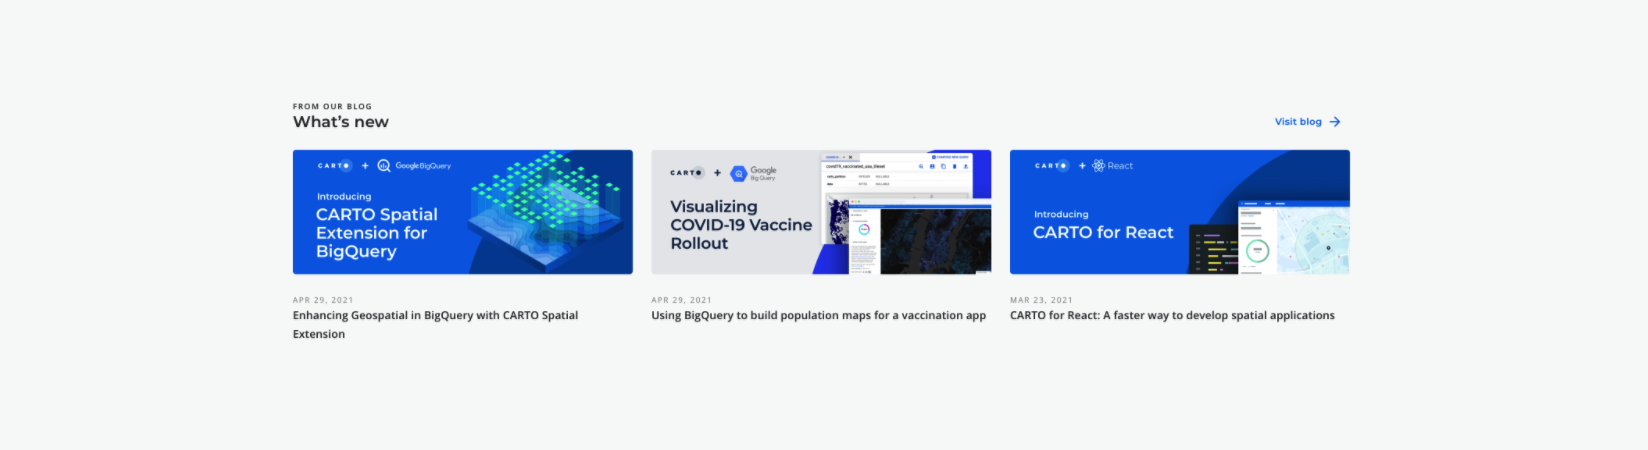 FROM OUR BLOG
What's new
Visit blog
CARTO + Google BigQuery
Introducing
CARTO Spatial
Extension for
BigQuery
CARTO + Google
Big Query
Visualizing
COVID-19 Vaccine
Rollout
CARTO + React
Introducing
CARTO for React
APR 29, 2021
Enhancing Geospatial in BigQuery with CARTO Spatial
Extension
APR 29, 2021
Using BigQuery to build population maps for a vaccination app
MAR 23, 2021
CARTO for React: A faster way to develop spatial applications